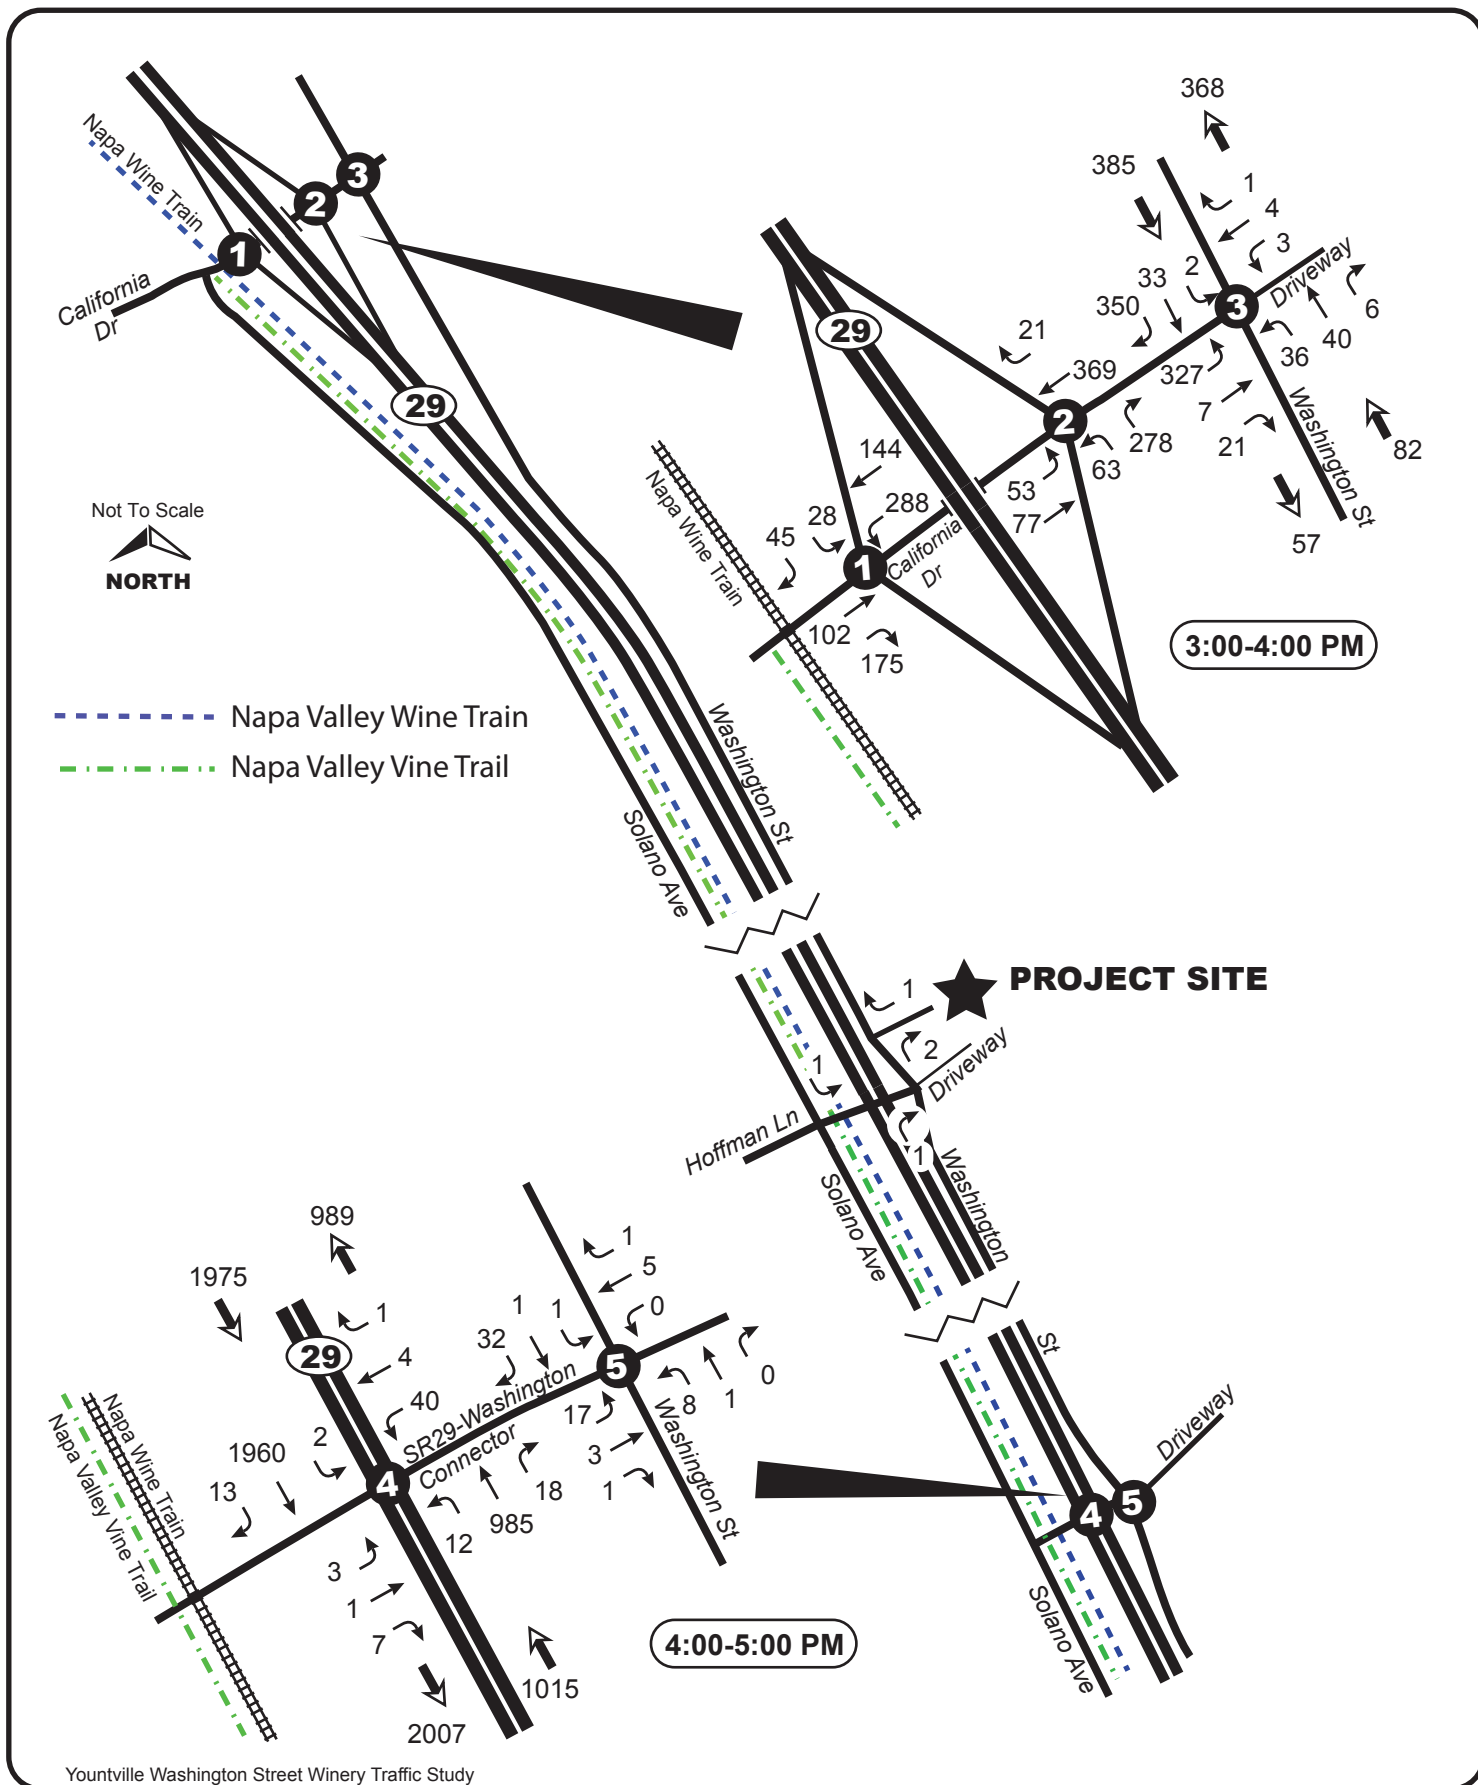 Napa Wine Train
3
2
1
California
Dr
29
Not To Scale
NORTH
Napa Valley Wine Train
Napa Valley Vine Trail
Washington St
Solano Ave
368
385
1
4
3
Driveway
2
33
350
6
40
36
3
21
369
327
7
21
Washington St
82
57
29
2
278
63
53
77
144
288
28
45
1
California
Dr
Napa Wine Train
102
175
3:00-4:00 PM
PROJECT SITE
1
2
Driveway
1
Hoffman Ln
1
Solano Ave
Washington
St
Driveway
5
4
Solano Ave
989
1975
1
29
4
40
2
1960
13
4
SR29-Washington
Connector
Napa Wine Train
Napa Valley Vine Trail
3
1
7
12
985
18
1015
2007
1
5
0
1
1
32
5
0
1
8
17
3
1
Washington St
4:00-5:00 PM
Yountville Washington Street Winery Traffic Study